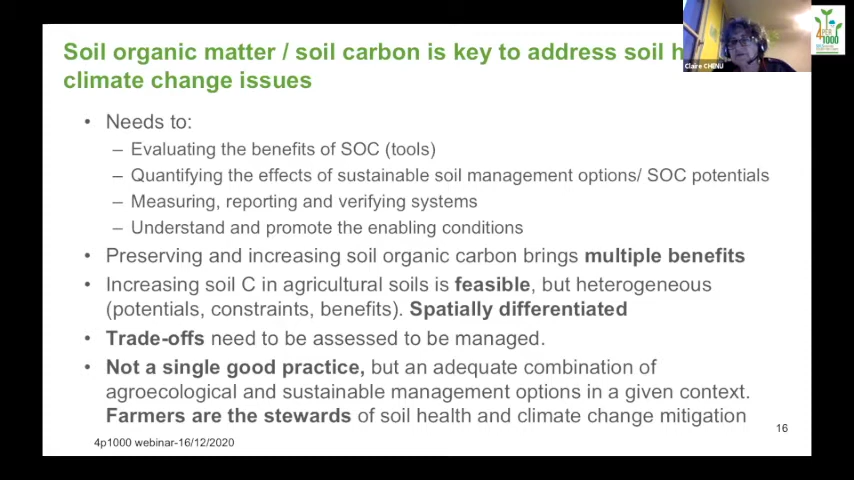 Soil organic matter / soil carbon is key to address soil h
climate change issues
• Needs to:
– Evaluating the benefits of SOC (tools)
– Quantifying the effects of sustainable soil management options/ SOC potentials
– Measuring, reporting and verifying systems
– Understand and promote the enabling conditions
• Preserving and increasing soil organic carbon brings multiple benefits
• Increasing soil C in agricultural soils is feasible, but heterogeneous
(potentials, constraints, benefits). Spatially differentiated
• Trade-offs need to be assessed to be managed.
• Not a single good practice, but an adequate combination of
agroecological and sustainable management options in a given context.
Farmers are the stewards of soil health and climate change mitigation
16
4p1000 webinar-16/12/2020
Claire CHENU
4PER
1000